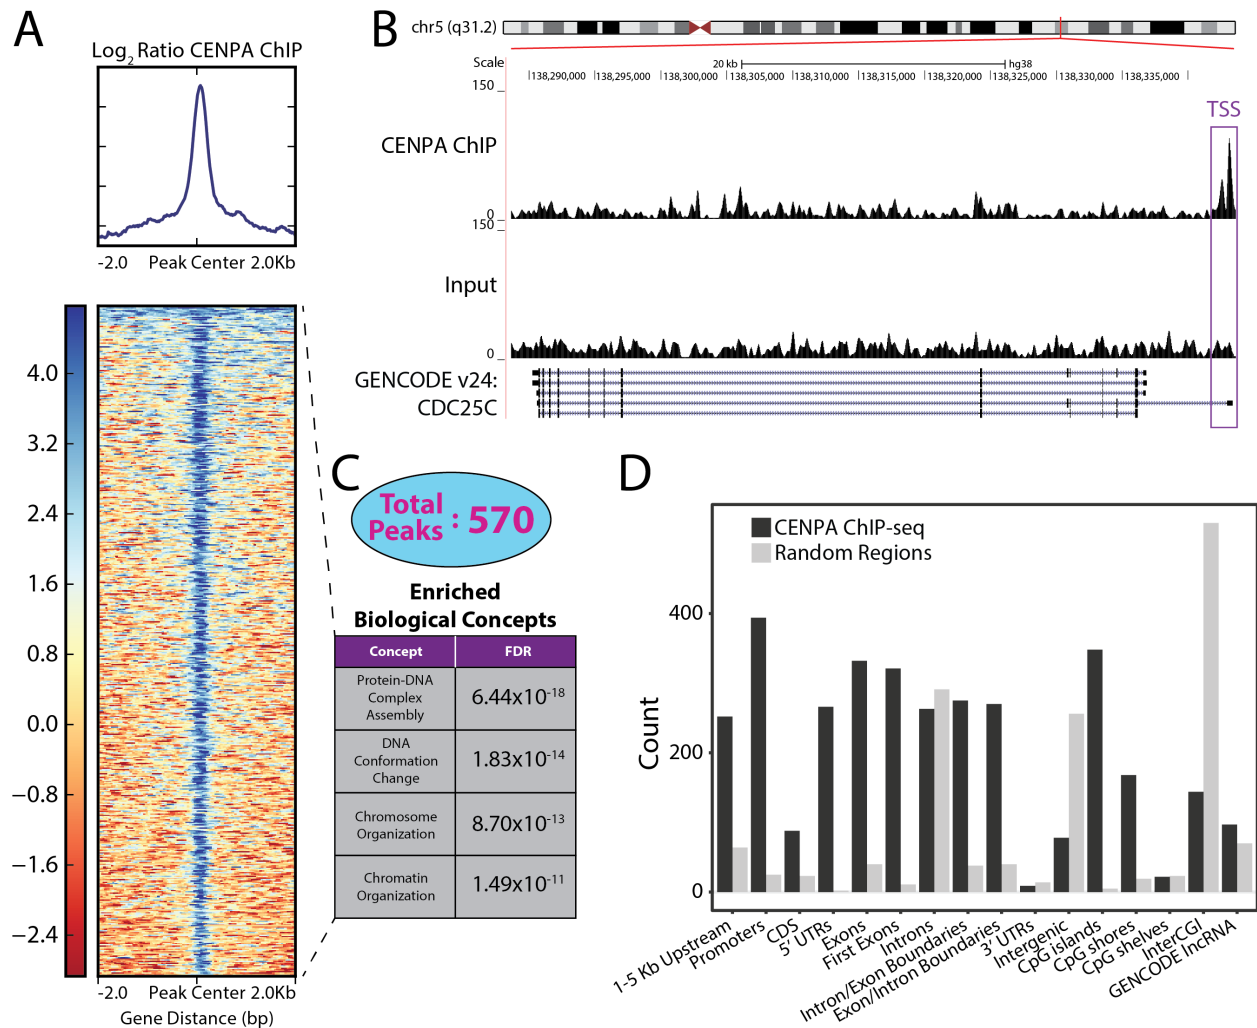 A
Log2 Ratio CENPA ChIP
-2.0 Peak Center 2.0Kb
4.0
3.2
2.4
1.6
0.8
0.0
−0.8
−1.6
−2.4
-2.0 Peak Center 2.0Kb
Gene Distance (bp)
B
chr5 (q31.2)
Scale 20 kb hg38
138,290,000 138,295,000 138,300,000 138,305,000 138,310,000 138,315,000 138,320,000 138,325,000 138,330,000 138,335,000
150
TSS
CENPA ChIP
0
150
Input
0
GENCODE v24:
CDC25C
C
Total
Peaks : 570
Enriched
Biological Concepts
Concept FDR
Protein-DNA
Complex
Assembly
6.44x10-18
DNA
Conformation
Change
1.83x10-14
Chromosome
Organization
8.70x10-13
Chromatin
Organization
1.49x10-11
D
CENPA ChIP-seq
Random Regions
Count
400
200
0
1-5 Kb Upstream
Promoters
CDS
5' UTRs
Exons
First Exons
Introns
Intron/Exon Boundaries
Exon/Intron Boundaries
3' UTRs
Intergenic
CpG islands
CpG shores
CpG shelves
InterCGI
GENCODE lncRNA